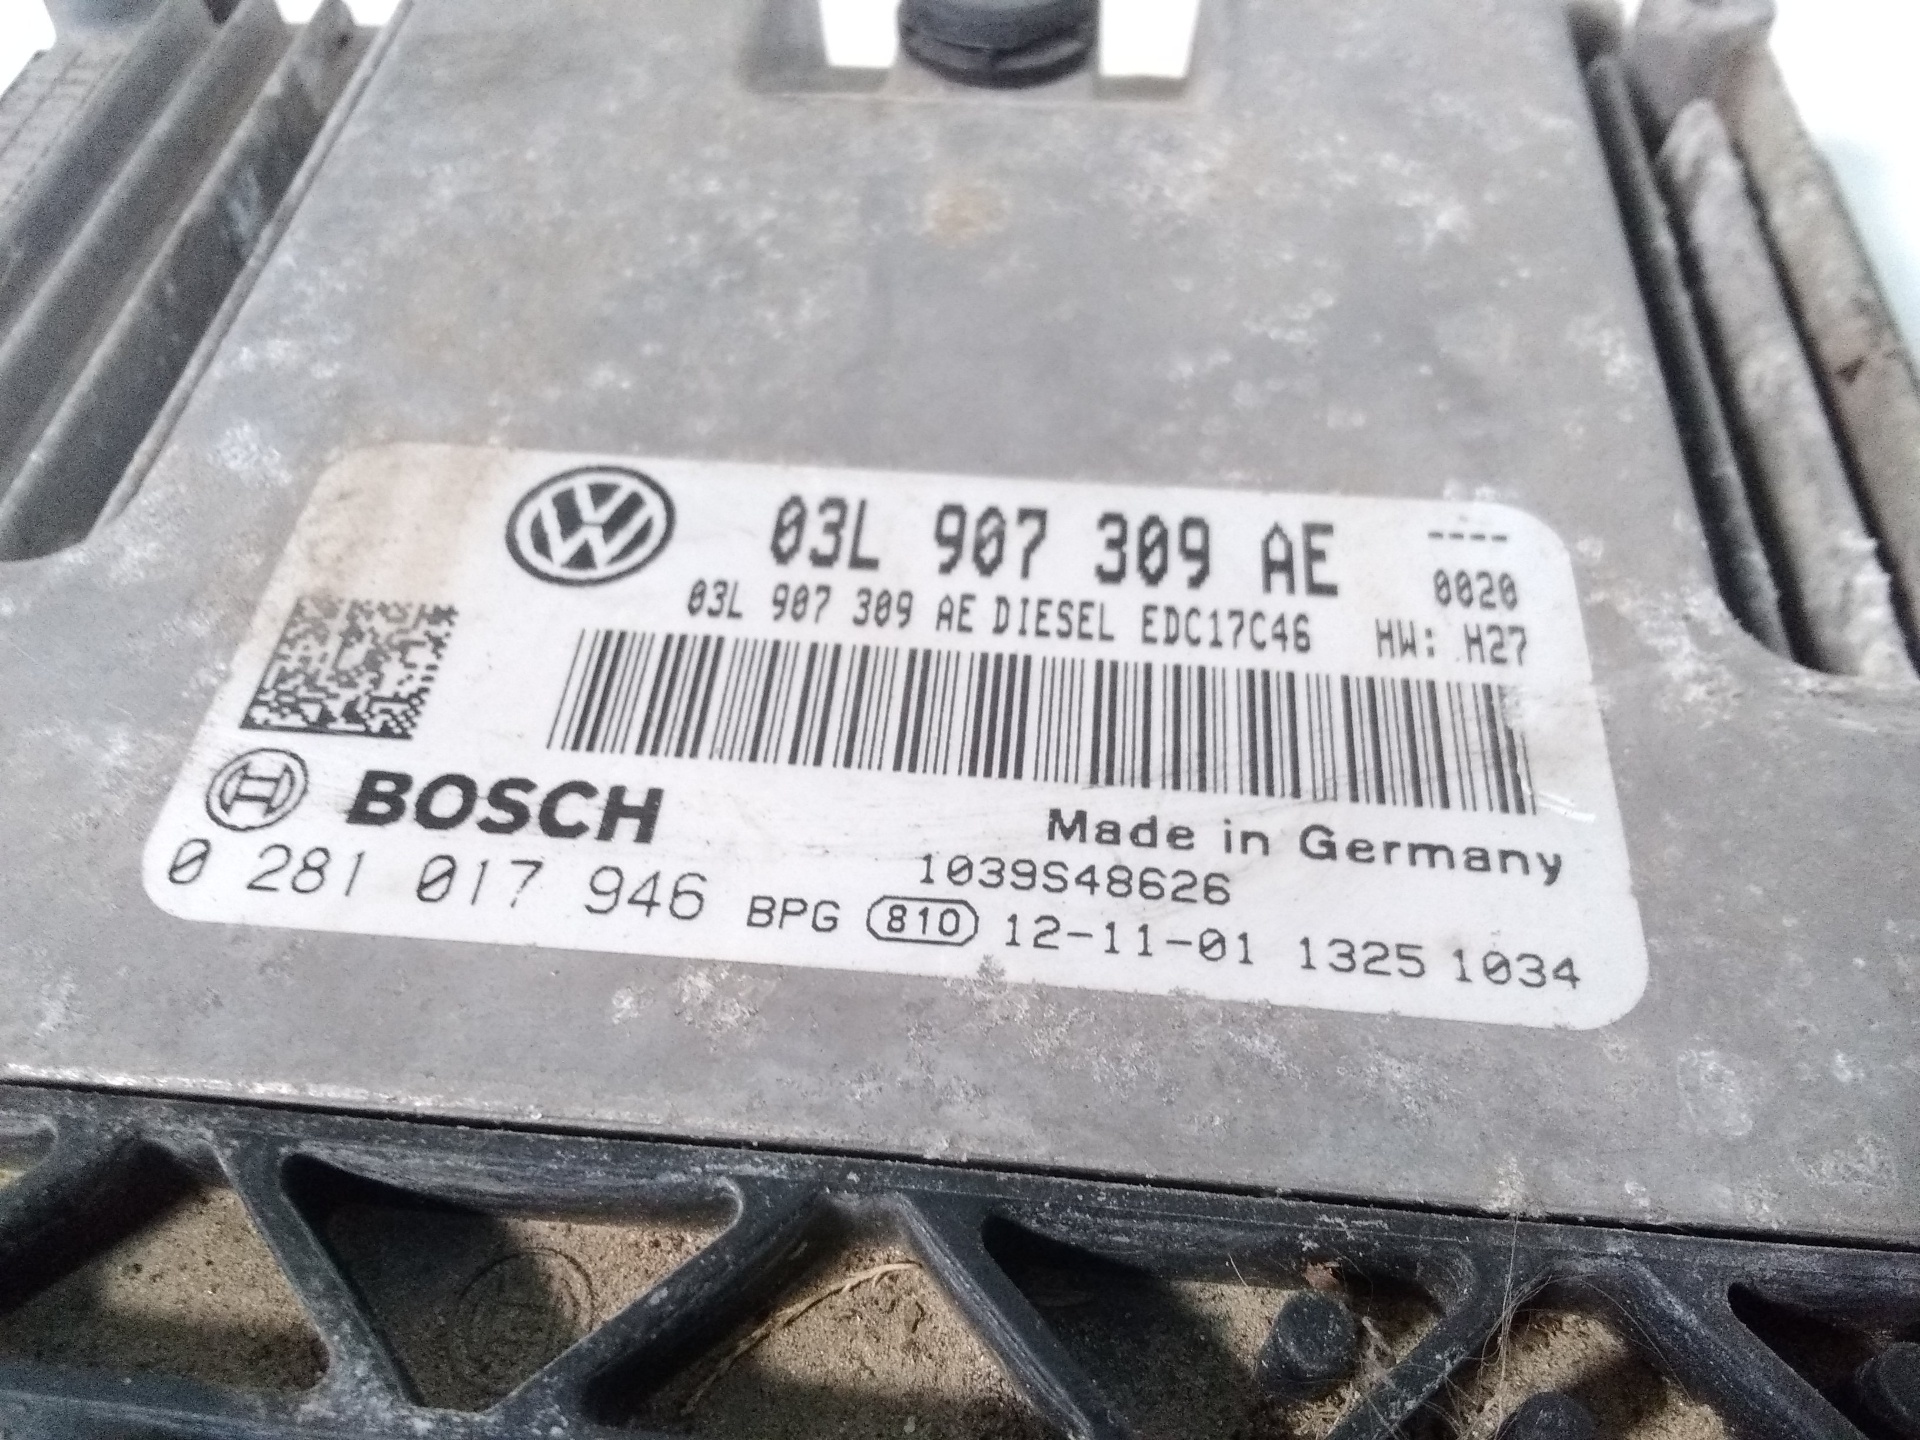 03L 907 309 AE ----
0020
03L 907 309 AE DIESEL EDC17C46 HW: H27
BOSCH
Made in Germany
1039S48626
0 281 017 946 BPG 810 12-11-01 1325 1034